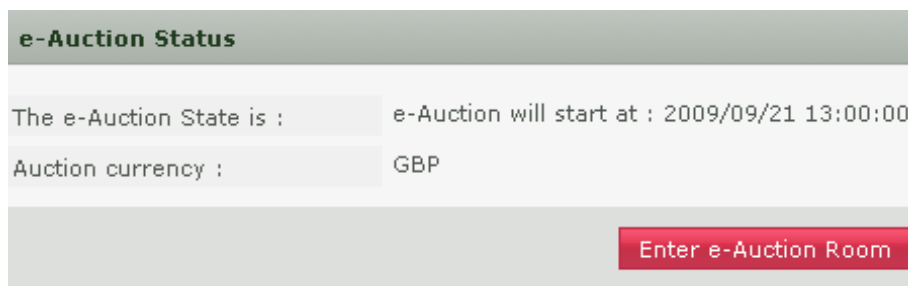 e-Auction Status
The e-Auction State is : e-Auction will start at : 2009/09/21 13:00:00
Auction currency : GBP
Enter e-Auction Room